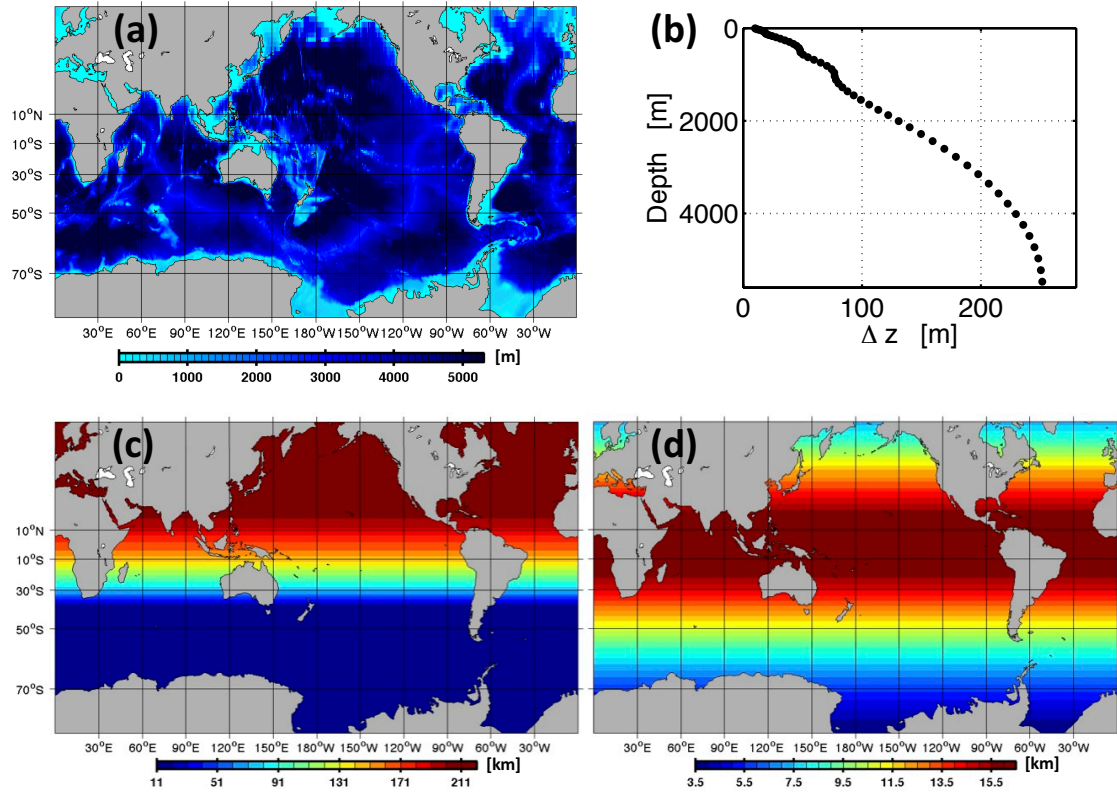 (a)
10°N
10°S
30°S
50°S
70°S
30°E 60°E 90°E 120°E 150°E 180°W 150°W 120°W 90°W 60°W 30°W
0 1000 2000 3000 4000 5000 [m]
(b)
0
2000
4000
Depth [m]
0 100 200
Δ z [m]
(c)
10°N
10°S
30°S
50°S
70°S
30°E 60°E 90°E 120°E 150°E 180°W 150°W 120°W 90°W 60°W 30°W
11 51 91 131 171 211 [km]
(d)
30°E 60°E 90°E 120°E 150°E 180°W 150°W 120°W 90°W 60°W 30°W
3.5 5.5 7.5 9.5 11.5 13.5 15.5 [km]